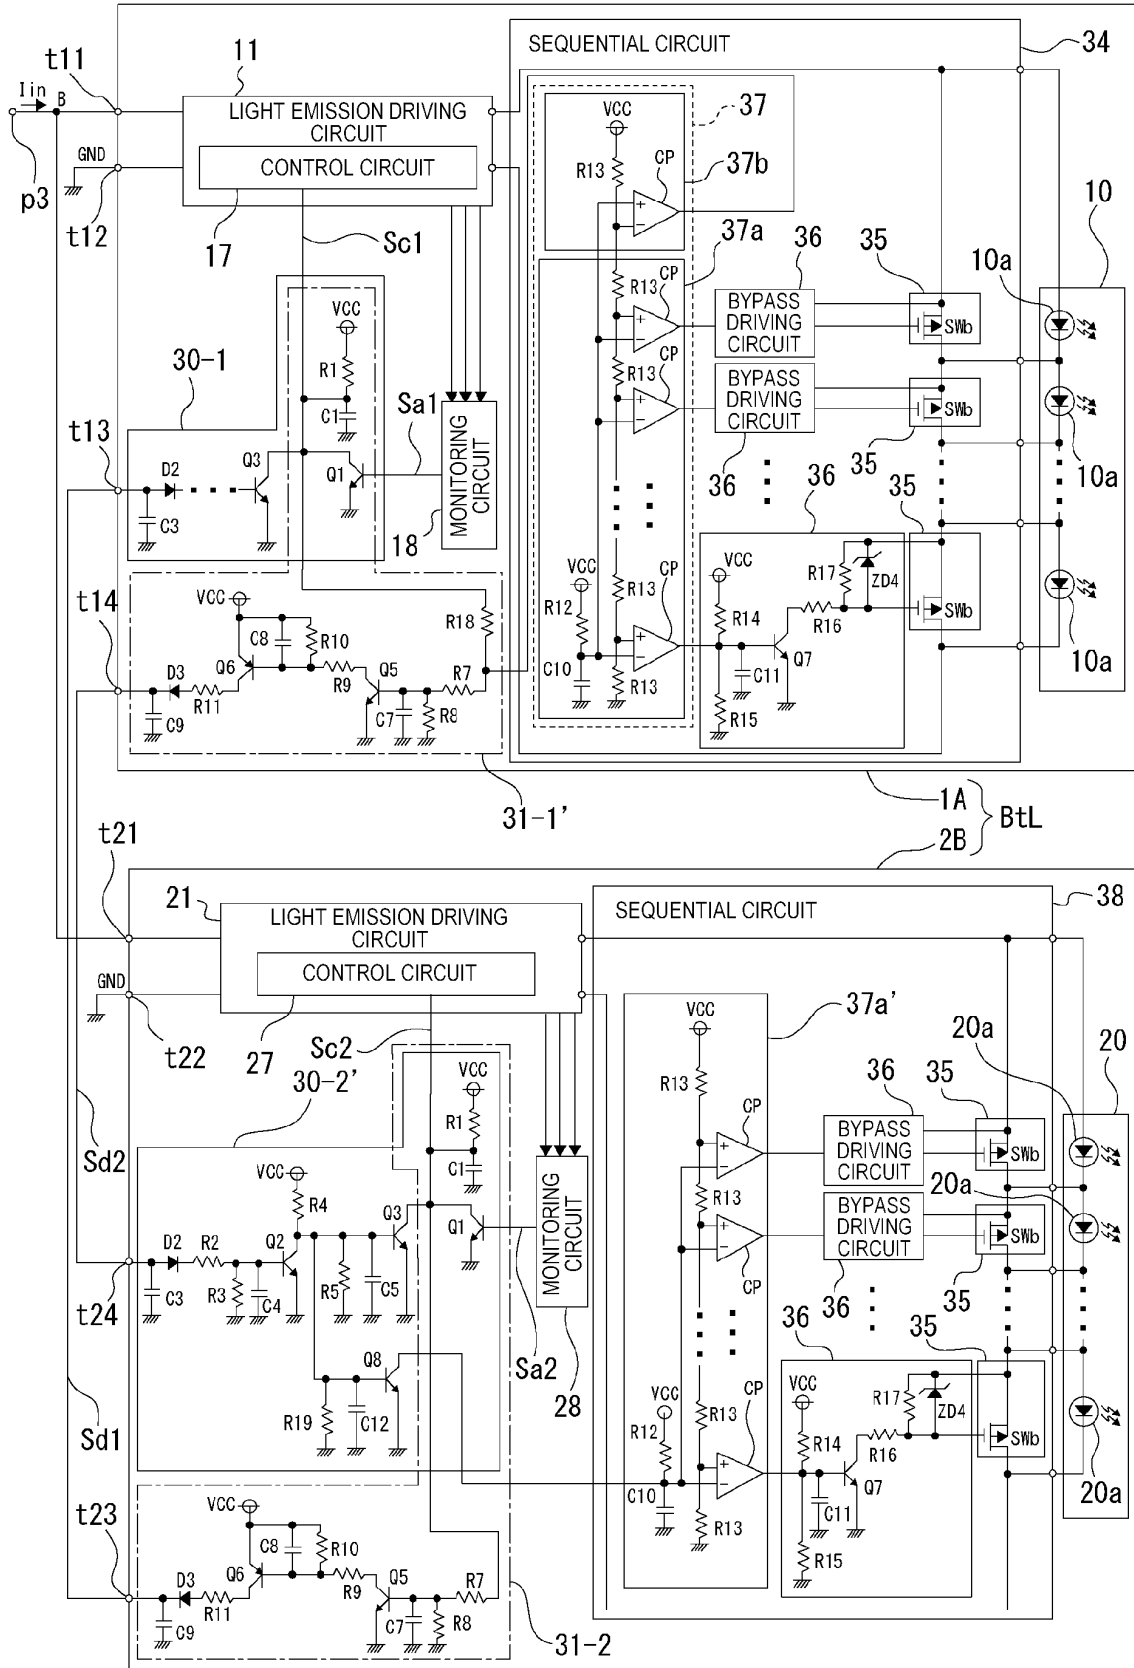 SEQUENTIAL CIRCUIT
34
11
t11
Iin
B
p3
GND
t12
LIGHT EMISSION DRIVING
CIRCUIT
CONTROL CIRCUIT
17
Sc1
VCC
R13
CP
37
37b
37a
R13
CP
R13
CP
36
BYPASS
DRIVING
CIRCUIT
35
SWb
10
10a
BYPASS
DRIVING
CIRCUIT
36
SWb
35
10a
30-1
VCC
R1
C1
Sa1
t13
D2
Q3
Q1
C3
MONITORING
CIRCUIT
18
36
35
VCC
R12
C10
R13
CP
R13
VCC
R14
R15
C11
Q7
R16
R17
ZD4
SWb
10a
t14
VCC
C8
R10
Q6
D3
R11
C9
R9
Q5
C7
R8
R7
R18
31-1'
1A
2B
BtL
t21
21
LIGHT EMISSION DRIVING
CIRCUIT
CONTROL CIRCUIT
SEQUENTIAL CIRCUIT
38
GND
t22
27
Sc2
30-2'
VCC
R1
C1
VCC
R13
37a'
CP
R13
CP
36
BYPASS
DRIVING
CIRCUIT
35
SWb
20a
20
BYPASS
DRIVING
CIRCUIT
36
SWb
35
20a
Sd2
VCC
R4
Q2
Q3
Q1
D2
R2
R3
C4
C3
R5
C5
t24
MONITORING
CIRCUIT
28
Sa2
Q8
R19
C12
Sd1
36
35
VCC
R12
C10
R13
CP
R13
VCC
R14
R15
C11
Q7
R16
R17
ZD4
SWb
20a
t23
VCC
C8
R10
Q6
D3
R11
C9
R9
Q5
C7
R8
R7
31-2